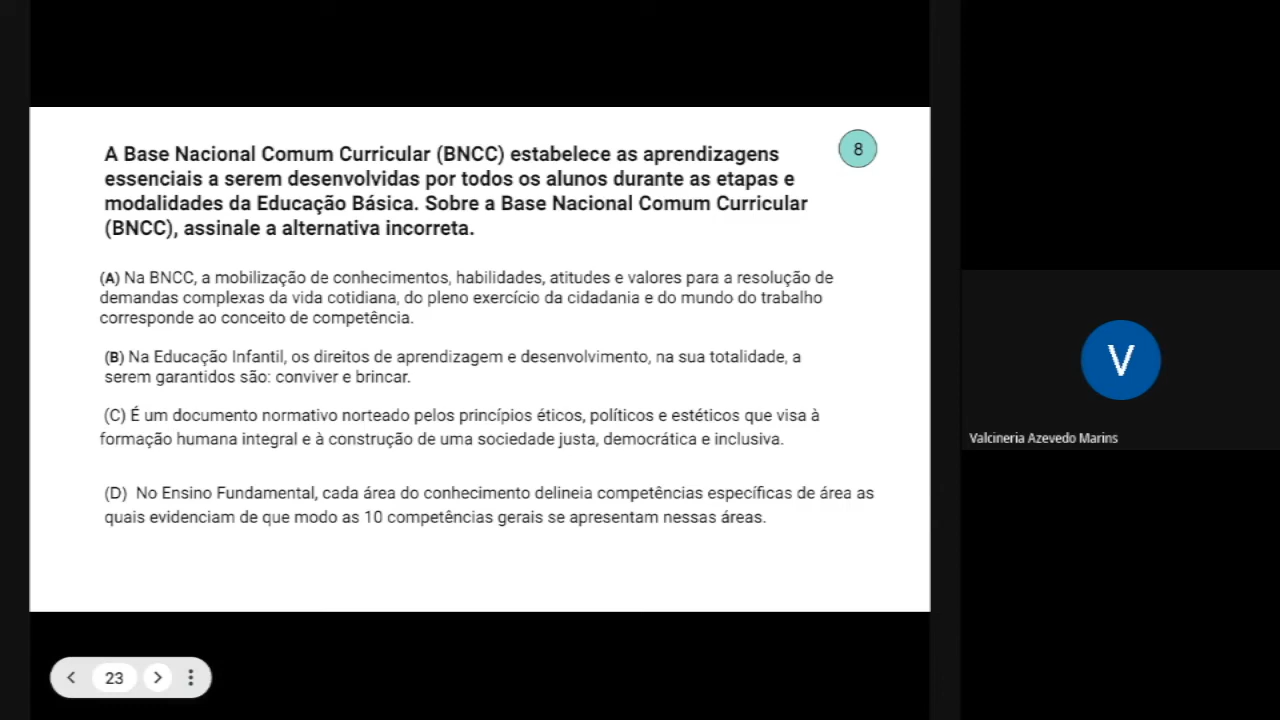 A Base Nacional Comum Curricular (BNCC) estabelece as aprendizagens
essenciais a serem desenvolvidas por todos os alunos durante as etapas e
modalidades da Educação Básica. Sobre a Base Nacional Comum Curricular
(BNCC), assinale a alternativa incorreta.
8
(A) Na BNCC, a mobilização de conhecimentos, habilidades, atitudes e valores para a resolução de
demandas complexas da vida cotidiana, do pleno exercício da cidadania e do mundo do trabalho
corresponde ao conceito de competência.
(B) Na Educação Infantil, os direitos de aprendizagem e desenvolvimento, na sua totalidade, a
serem garantidos são: conviver e brincar.
(C) É um documento normativo norteado pelos princípios éticos, políticos e estéticos que visa à
formação humana integral e à construção de uma sociedade justa, democrática e inclusiva.
(D) No Ensino Fundamental, cada área do conhecimento delineia competências específicas de área as
quais evidenciam de que modo as 10 competências gerais se apresentam nessas áreas.
23
V
Valcineria Azevedo Marins